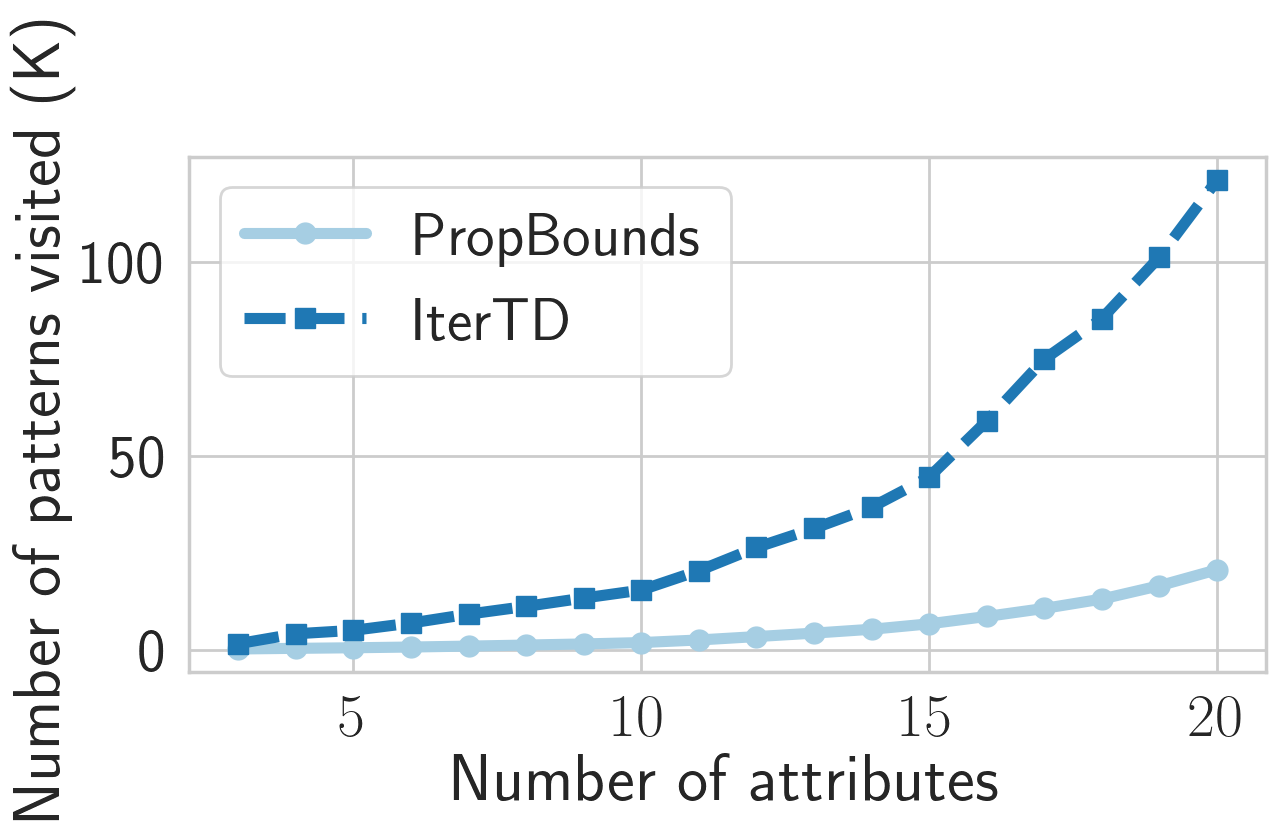 Number of patterns visited (K)
PropBounds
IterTD
100
50
0
5 10 15 20
Number of attributes